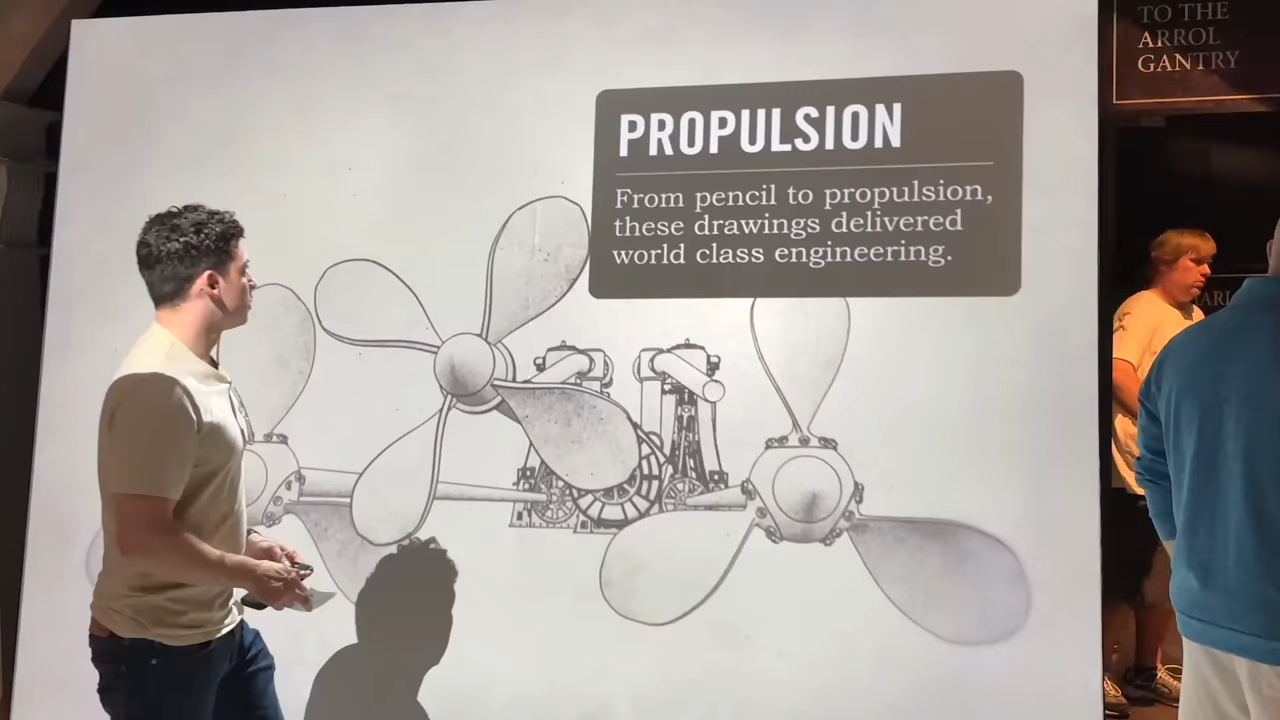 PROPULSION
From pencil to propulsion,
these drawings delivered
world class engineering.
TO THE
ARROL
GANTRY